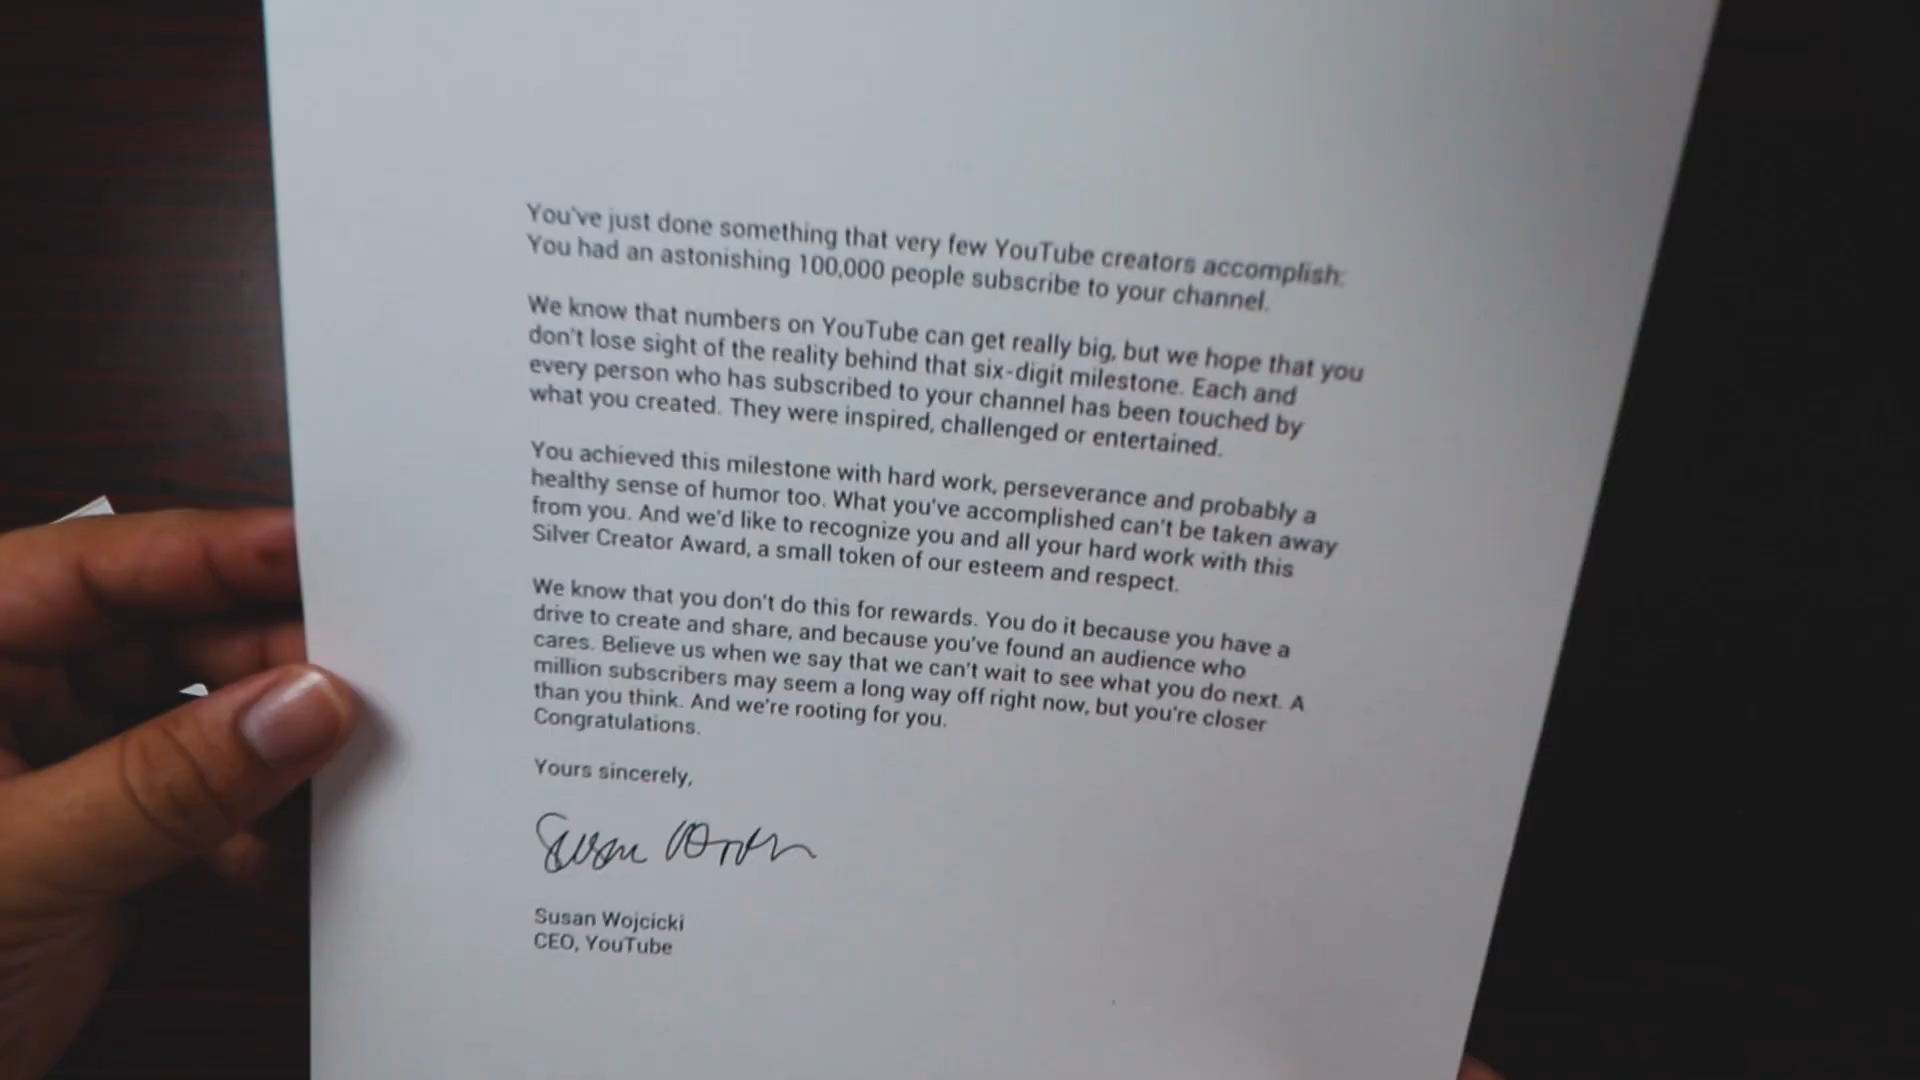 You've just done something that very few YouTube creators accomplish:
You had an astonishing 100,000 people subscribe to your channel.
We know that numbers on YouTube can get really big, but we hope that you
don't lose sight of the reality behind that six-digit milestone. Each and
every person who has subscribed to your channel has been touched by
what you created. They were inspired, challenged or entertained.
You achieved this milestone with hard work, perseverance and probably a
healthy sense of humor too. What you've accomplished can't be taken away
from you. And we'd like to recognize you and all your hard work with this
Silver Creator Award, a small token of our esteem and respect.
We know that you don't do this for rewards. You do it because you have a
drive to create and share, and because you've found an audience who
cares. Believe us when we say that we can't wait to see what you do next. A
million subscribers may seem a long way off right now, but you're closer
than you think. And we're rooting for you.
Congratulations.
Yours sincerely,
Susan
Susan Wojcicki
CEO, YouTube